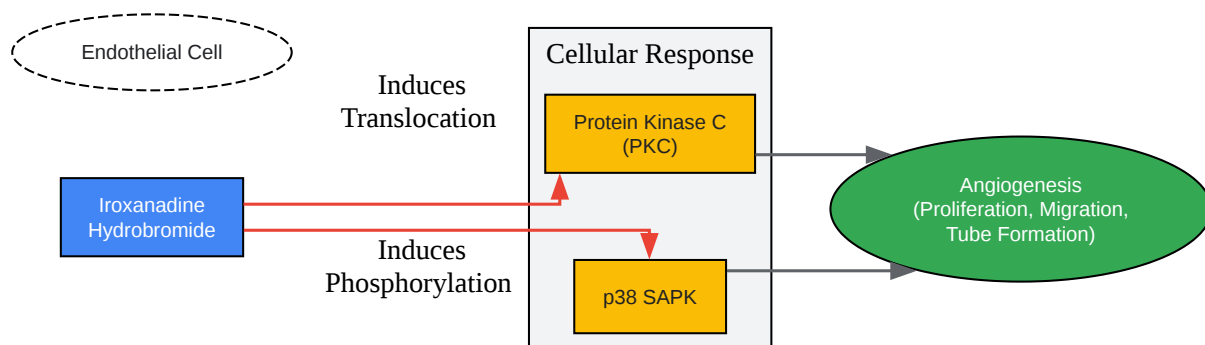 Endothelial Cell
Cellular Response
Induces
Translocation
Protein Kinase C
(PKC)
Iroxanadine
Hydrobromide
Angiogenesis
(Proliferation, Migration,
Tube Formation)
Induces
Phosphorylation
p38 SAPK